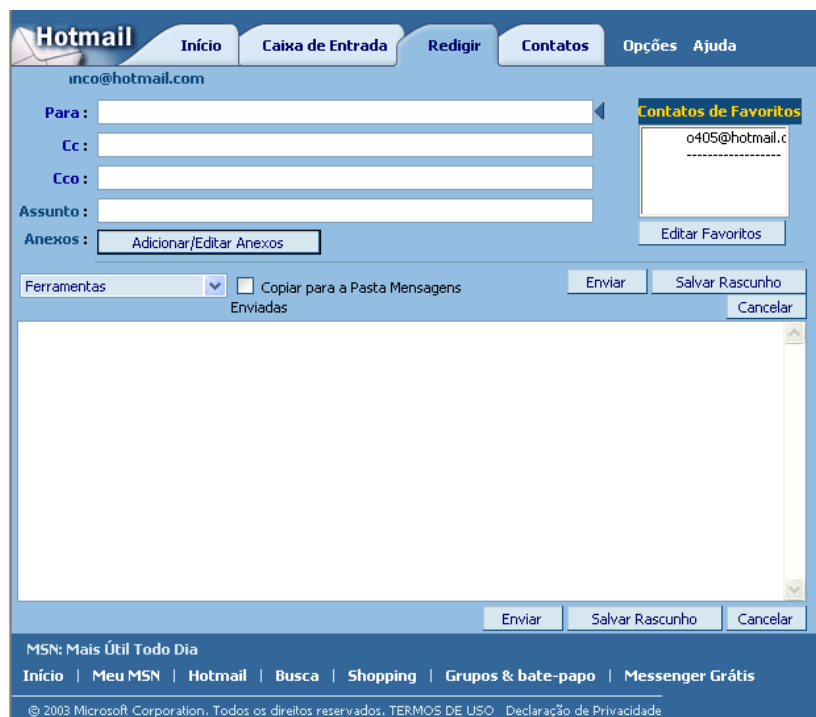 Hotmail Início Caixa de Entrada Redigir Contatos Opções Ajuda
inco@hotmail.com
Para : Contatos de Favoritos
o405@hotmail.c
Cc : ------------------
Cco :
Assunto :
Anexos : Adicionar/Editar Anexos Editar Favoritos
Ferramentas Copiar para a Pasta Mensagens Enviar Salvar Rascunho
Enviadas Cancelar
Enviar Salvar Rascunho Cancelar
MSN: Mais Útil Todo Dia
Início | Meu MSN | Hotmail | Busca | Shopping | Grupos & bate-papo | Messenger Grátis
© 2003 Microsoft Corporation. Todos os direitos reservados. TERMOS DE USO Declaração de Privacidade